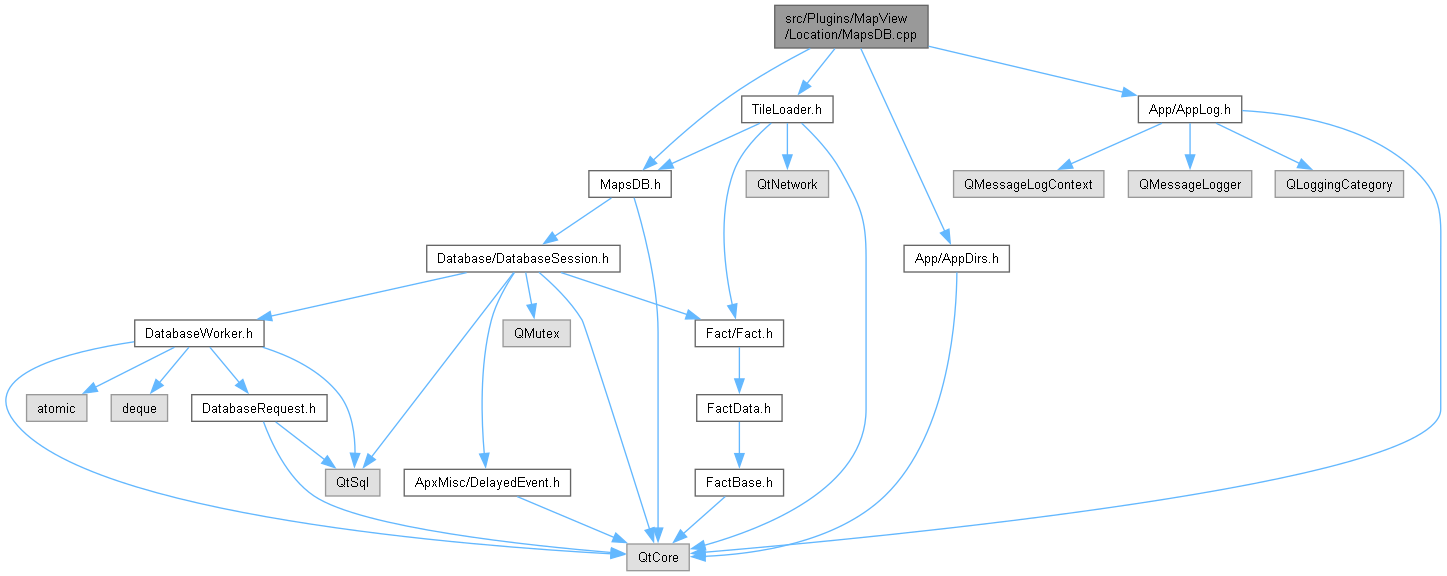 src/Plugins/MapView
/Location/MapsDB.cpp
TileLoader.h
App/AppLog.h
MapsDB.h
QtNetwork
QMessageLogContext
QMessageLogger
QLoggingCategory
Database/DatabaseSession.h
App/AppDirs.h
DatabaseWorker.h
QMutex
Fact/Fact.h
atomic
deque
DatabaseRequest.h
FactData.h
QtSql
ApxMisc/DelayedEvent.h
FactBase.h
QtCore